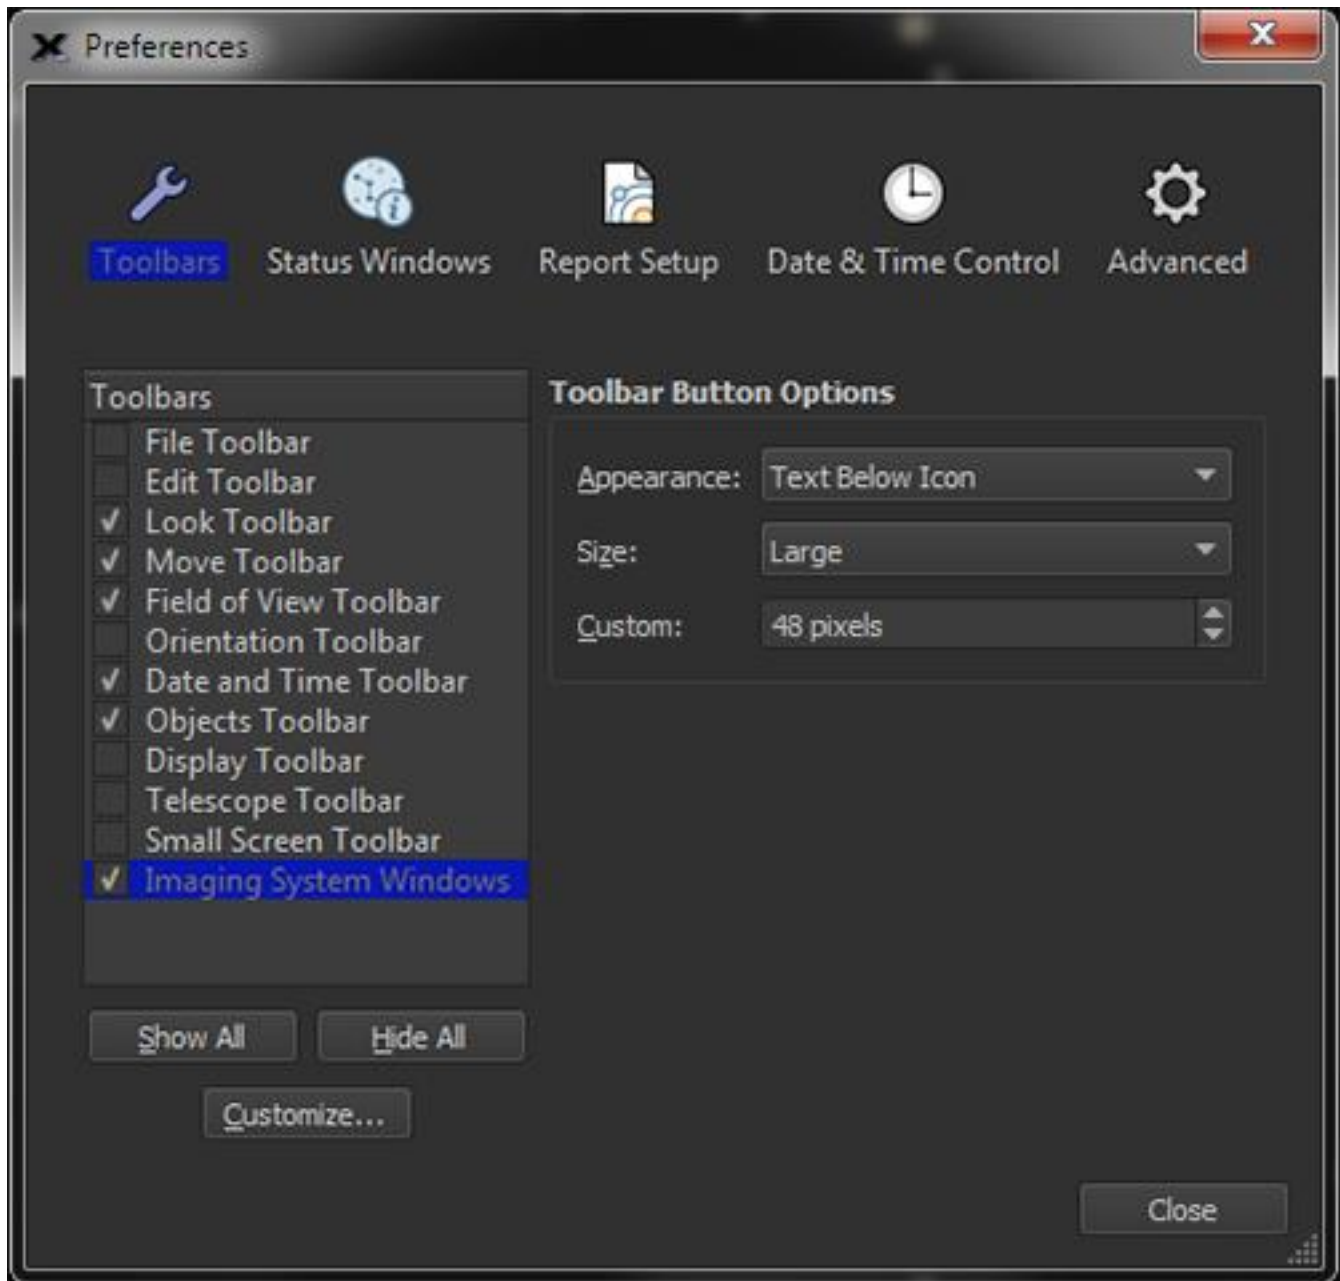 Preferences
Toolbars Status Windows Report Setup Date & Time Control Advanced
Toolbars
File Toolbar
Edit Toolbar
Look Toolbar
Move Toolbar
Field of View Toolbar
Orientation Toolbar
Date and Time Toolbar
Objects Toolbar
Display Toolbar
Telescope Toolbar
Small Screen Toolbar
Imaging System Windows
Show All Hide All
Customize...
Toolbar Button Options
Appearance: Text Below Icon
Size: Large
Custom: 48 pixels
Close